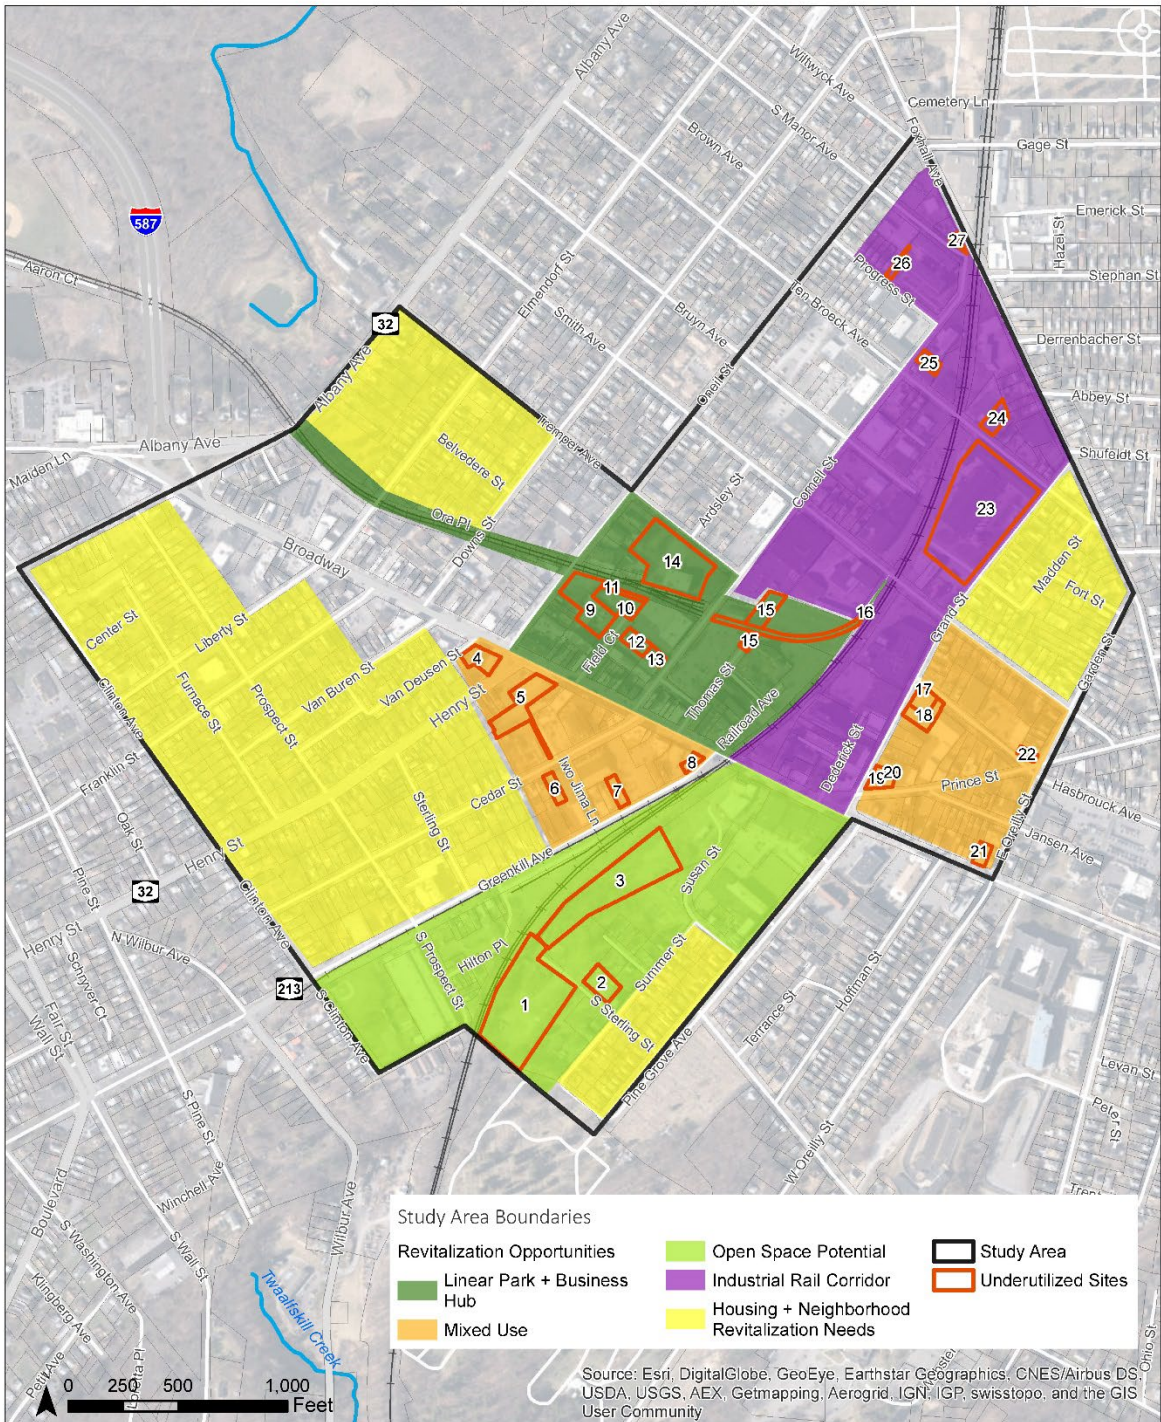 Albany Ave
Wiltwyck Ave
S Manor Ave
Cemetery Ln
Foxhall Ave
Gage St
Brown Ave
587
Emerick St
Hazel St
Aaron Ct
Elmendorf St
27
26
Stephan St
Progress St
Ten Broeck Ave
Smith Ave
Bruyn Ave
32
Derrenbacher St
Albany Ave
Onell St
25
Abbey St
24
Tremper Ave
Albany Ave
Belvedere St
Shufeldt St
Maiden Ln
Cornell St
Ardsley St
23
Ora Pl
Downs St
Broadway
Madden St
14
Fort St
11
9
10
15
16
Center St
Liberty St
Grand St
12
13
15
Field Ct
4
Van Deusen St
Van Buren St
Garden St
Thomas St
Clinton Ave
Furnace St
Prospect St
Henry St
5
17
18
Railroad Ave
Dederick St
Franklin St
8
22
Iwo Jima Ln
19
20
Prince St
6
7
Cedar St
Hasbrouck Ave
Sterling St
Oak St
E Oreilly St
Jansen Ave
Henry St
21
Greenkill Ave
Pine St
3
Susan St
32
Clinton Ave
Henry St
N Wilbur Ave
S Prospect St
Hilton Pl
Summer St
Hoffman St
213
2
Schryver Ct
S Clinton Ave
1
S Sterling St
Terrance St
Fair St
Wall St
Pine Grove Ave
Levan St
S Pine St
Peter St
W Oreilly St
Winchell Ave
Boulevard
Wilbur Ave
S Wall St
S Washington Ave
Klingberg Ave
Twaalfskill Creek
Petit Ave
Ohio St
Study Area Boundaries
Revitalization Opportunities
Linear Park + Business
Hub
Mixed Use
Open Space Potential
Industrial Rail Corridor
Housing + Neighborhood
Revitalization Needs
Study Area
Underutilized Sites
0 250 500 1,000
Feet
Source: Esri, DigitalGlobe, GeoEye, Earthstar Geographics, CNES/Airbus DS,
USDA, USGS, AEX, Getmapping, Aerogrid, IGN, IGP, swisstopo, and the GIS
User Community